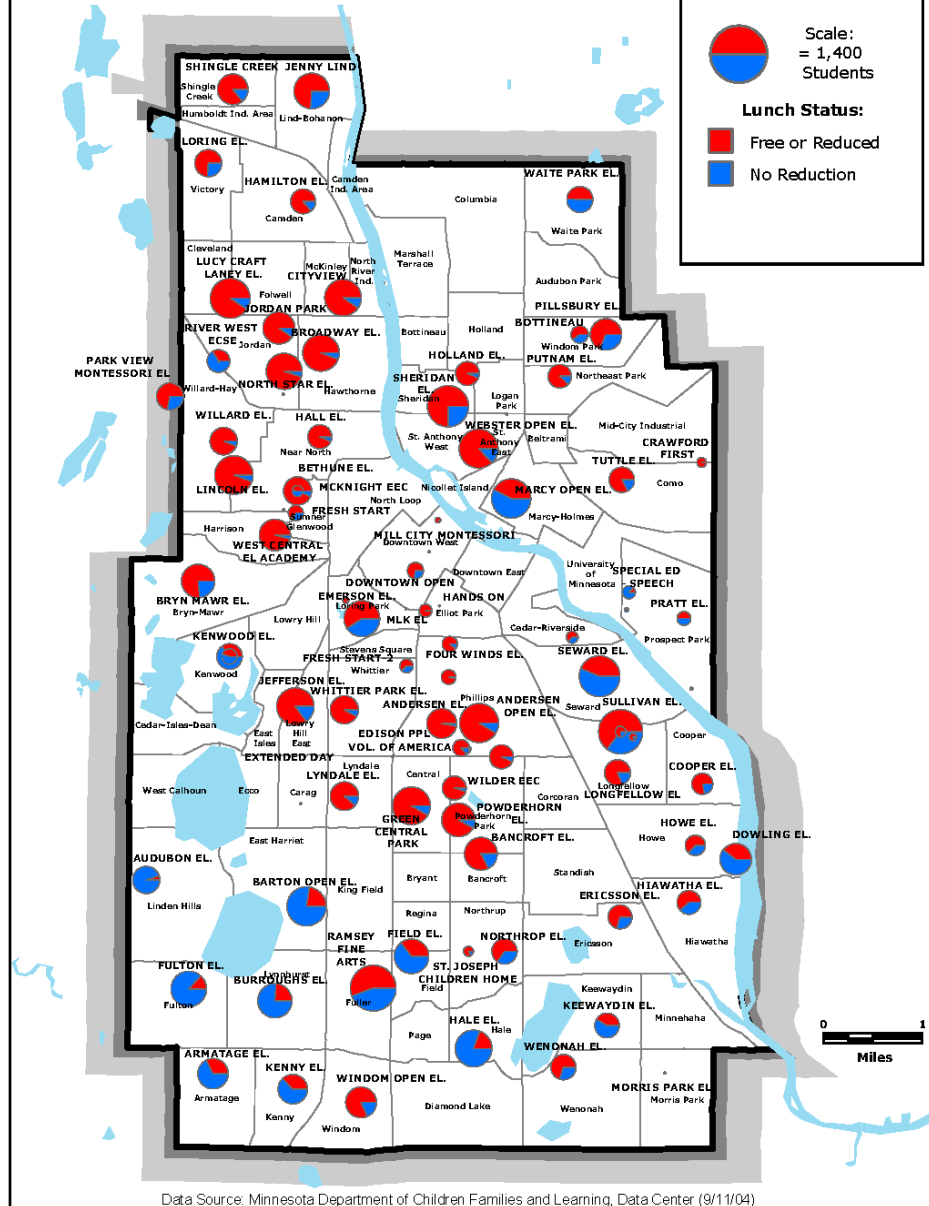 Scale:
= 1,400
Students
Lunch Status:
Free or Reduced
No Reduction
SHINGLE CREEK
JENNY LIND
Shingle
Creek
Humboldt Ind. Area
Lind-Bohanon
LORING EL.
Victory
HAMILTON EL.
Camden
Camden
Ind. Area
Columbia
WAITE PARK EL.
Waite Park
Cleveland
LUCY CRAFT
LANEY EL.
Folwell
McKinley
CITYVIEW
North
River
Ind.
Marshall
Terrace
Audubon Park
JORDAN PARK
PILLSBURY EL.
RIVER WEST
ECSE
Jordan
BROADWAY EL.
Bottineau
Holland
BOTTINEAU
Windom Park
PARK VIEW
MONTESSORI EL
HOLLAND EL.
PUTNAM EL.
Northeast Park
Willard-Hay
NORTH STAR EL.
Hawthorne
SHERIDAN
EL.
Sheridan
Logan
Park
WILLARD EL.
HALL EL.
Near North
WEBSTER OPEN EL.
St. Anthony
West
St.
Anthony
East
Beltrami
Mid-City Industrial
CRAWFORD
FIRST
BETHUNE EL.
TUTTLE EL.
Como
LINCOLN EL.
MCKNIGHT EEC
Nicollet Island
MARCY OPEN EL.
North Loop
FRESH START
Sumner
Glenwood
Marcy-Holmes
Harrison
WEST CENTRAL
EL ACADEMY
MILL CITY MONTESSORI
Downtown West
BRYN MAWR EL.
Bryn-Mawr
DOWNTOWN OPEN
Downtown East
University
of
Minnesota
SPECIAL ED
SPEECH
EMERSON EL.
Loring Park
HANDS ON
Elliot Park
PRATT EL.
Lowry Hill
MLK EL
Cedar-Riverside
Prospect Park
KENWOOD EL.
Kenwood
Stevens Square
FRESH START 2
Whittier
FOUR WINDS EL.
SEWARD EL.
JEFFERSON EL.
WHITTIER PARK EL.
Phillips
ANDERSEN EL.
ANDERSEN
OPEN EL.
Seward
SULLIVAN EL.
Cedar-Isles-Dean
East
Isles
Lowry
Hill
East
EDISON PPL
VOL. OF AMERICA
Cooper
EXTENDED DAY
Lyndale
LYNDALE EL.
Central
WILDER EEC
Corcoran
Longfellow
LONGFELLOW EL
COOPER EL.
West Calhoun
Ecco
Carag
GREEN
CENTRAL
PARK
POWDERHORN
EL.
Powderhorn
Park
East Harriet
BANCROFT EL.
Howe
HOWE EL.
DOWLING EL.
AUDUBON EL.
Linden Hills
BARTON OPEN EL.
King Field
Bryant
Bancroft
Standish
HIAWATHA EL.
ERICSSON EL.
Regina
Northrup
Ericsson
Hiawatha
RAMSEY
FINE
ARTS
FIELD EL.
NORTHROP EL.
FULTON EL.
Fulton
Lynnhurst
BURROUGHS EL.
Fuller
ST. JOSEPH
CHILDREN HOME
Field
Keewaydin
KEEWAYDIN EL.
Minnehaha
Page
HALE EL.
Hale
WENONAH EL.
ARMATAGE EL.
Armatage
KENNY EL.
Kenny
WINDOM OPEN EL.
Windom
Diamond Lake
Wenonah
MORRIS PARK EL
Morris Park
0 1
Miles
Data Source: Minnesota Department of Children Families and Learning, Data Center (9/11/04)